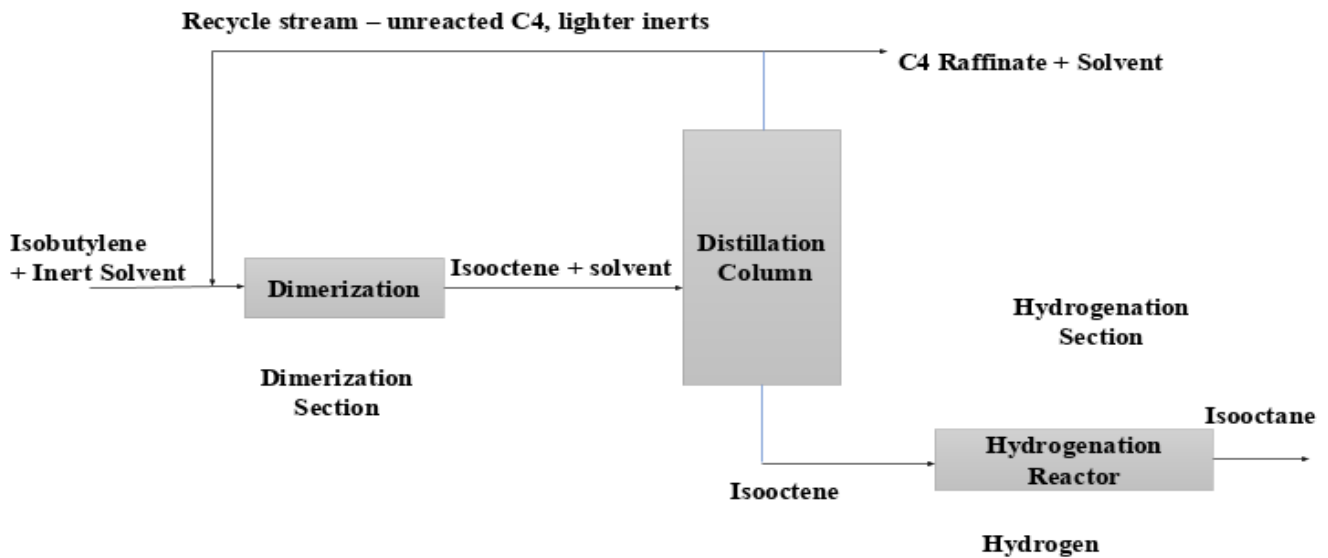 Recycle stream – unreacted C4, lighter inerts
C4 Raffinate + Solvent
Isobutylene
+ Inert Solvent
Dimerization
Isooctene + solvent
Distillation
Column
Dimerization
Section
Hydrogenation
Section
Isooctene
Hydrogenation
Reactor
Isooctane
Hydrogen